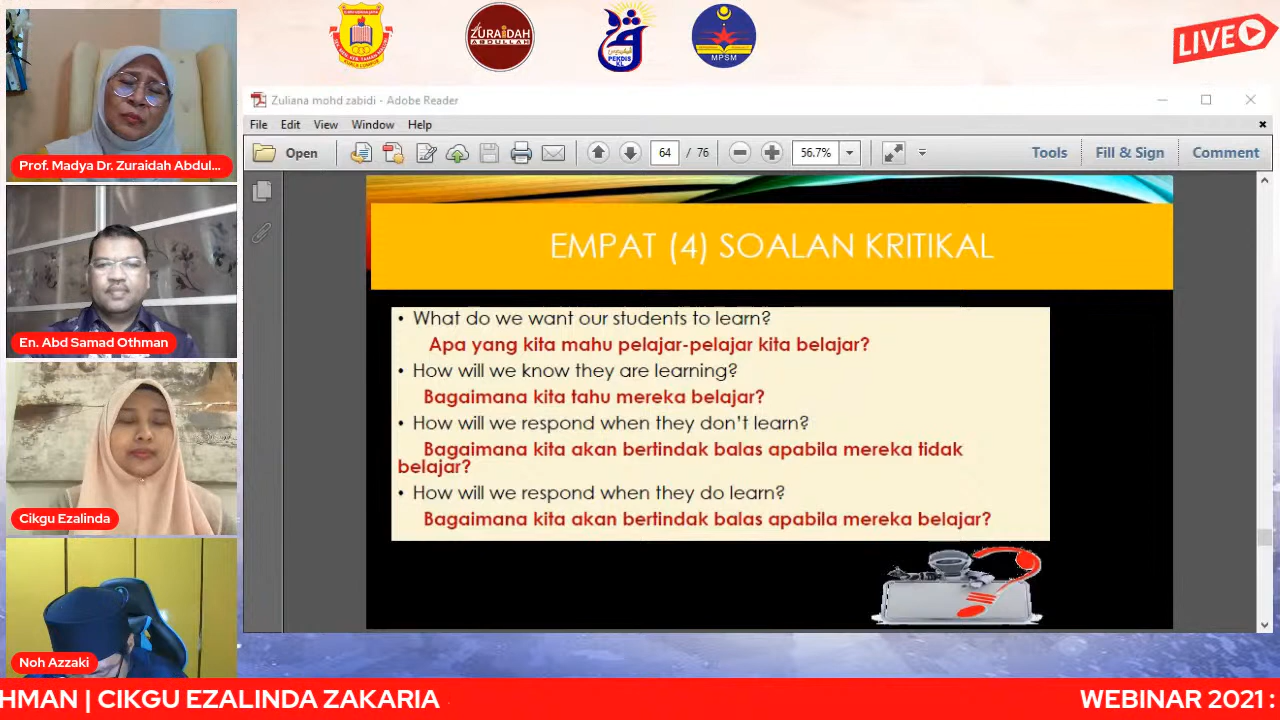 ZURAIDAH
ABDULLAH
PEKDIS
KL
MPSM
LIVE
Prof. Madya Dr. Zuraidah Abdul...
En. Abd Samad Othman
Cikgu Ezalinda
Noh Azzaki
Zuliana mohd zabidi - Adobe Reader
File Edit View Window Help
Open 64 / 76 56.7% Tools Fill & Sign Comment
EMPAT (4) SOALAN KRITIKAL
• What do we want our students to learn?
Apa yang kita mahu pelajar-pelajar kita belajar?
• How will we know they are learning?
Bagaimana kita tahu mereka belajar?
• How will we respond when they don't learn?
Bagaimana kita akan bertindak balas apabila mereka tidak
belajar?
• How will we respond when they do learn?
Bagaimana kita akan bertindak balas apabila mereka belajar?
HMAN | CIKGU EZALINDA ZAKARIA
WEBINAR 2021 :